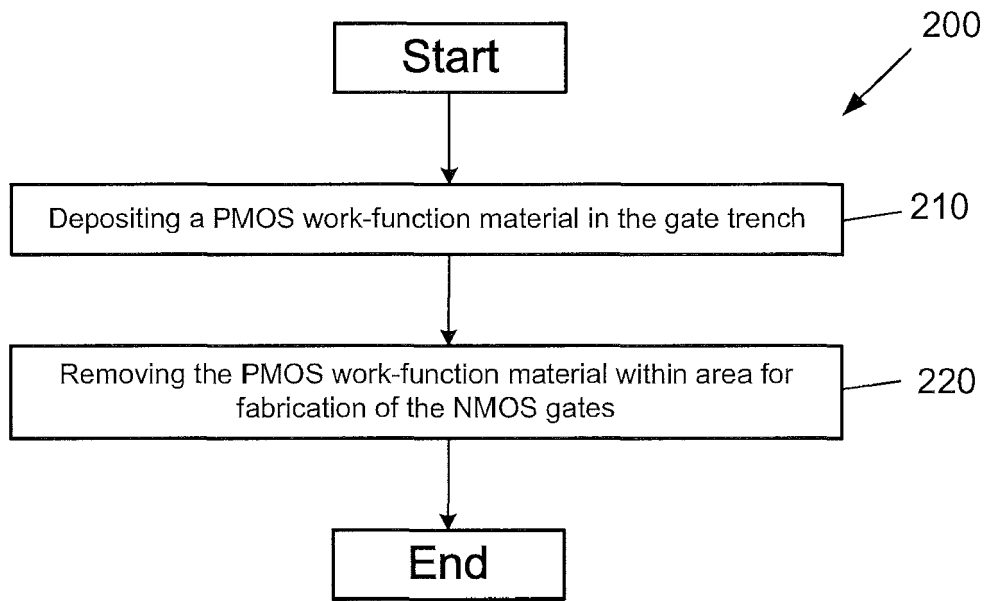 200
Start
Depositing a PMOS work-function material in the gate trench
210
Removing the PMOS work-function material within area for
fabrication of the NMOS gates
220
End